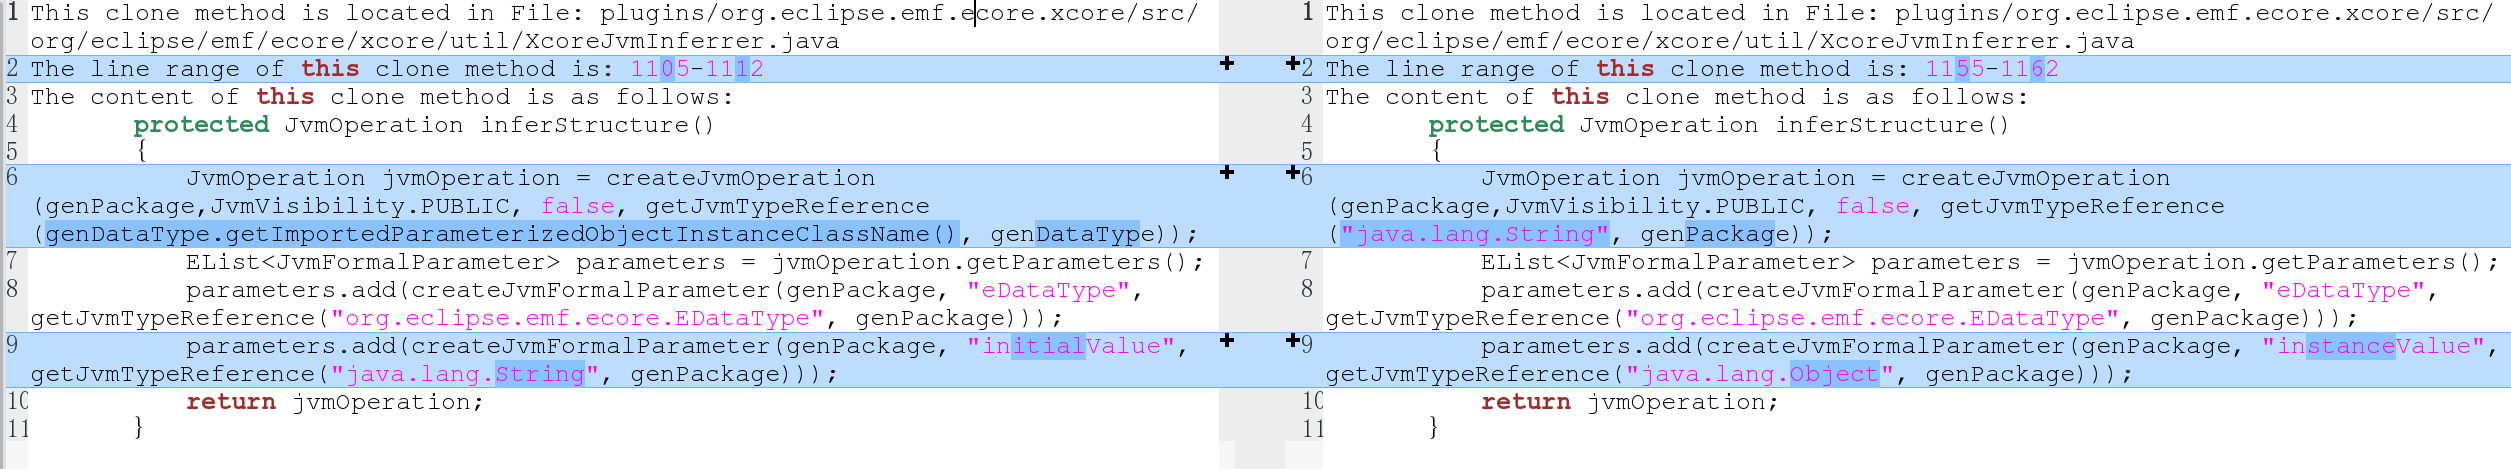 1 This clone method is located in File: plugins/org.eclipse.emf.ecore.xcore/src/
org/eclipse/emf/ecore/xcore/util/XcoreJvmInferrer.java
2 The line range of this clone method is: 1105-1112
3 The content of this clone method is as follows:
4 protected JvmOperation inferStructure()
5 {
6 JvmOperation jvmOperation = createJvmOperation
(genPackage,JvmVisibility.PUBLIC, false, getJvmTypeReference
(genDataType.getImportedParameterizedObjectInstanceClassName(), genDataType));
7 EList<JvmFormalParameter> parameters = jvmOperation.getParameters();
8 parameters.add(createJvmFormalParameter(genPackage, "eDataType",
getJvmTypeReference("org.eclipse.emf.ecore.EDataType", genPackage)));
9 parameters.add(createJvmFormalParameter(genPackage, "initialValue",
getJvmTypeReference("java.lang.String", genPackage)));
10 return jvmOperation;
11 }
1 This clone method is located in File: plugins/org.eclipse.emf.ecore.xcore/src/
org/eclipse/emf/ecore/xcore/util/XcoreJvmInferrer.java
2 The line range of this clone method is: 1155-1162
3 The content of this clone method is as follows:
4 protected JvmOperation inferStructure()
5 {
6 JvmOperation jvmOperation = createJvmOperation
(genPackage,JvmVisibility.PUBLIC, false, getJvmTypeReference
("java.lang.String", genPackage));
7 EList<JvmFormalParameter> parameters = jvmOperation.getParameters();
8 parameters.add(createJvmFormalParameter(genPackage, "eDataType",
getJvmTypeReference("org.eclipse.emf.ecore.EDataType", genPackage)));
9 parameters.add(createJvmFormalParameter(genPackage, "instanceValue",
getJvmTypeReference("java.lang.Object", genPackage)));
10 return jvmOperation;
11 }